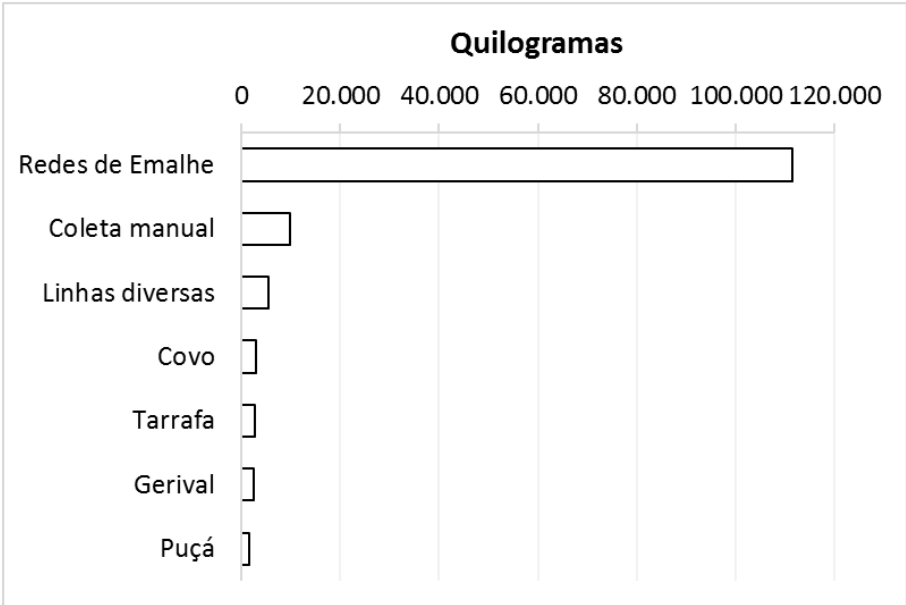 Quilogramas
0 20.000 40.000 60.000 80.000 100.000 120.000
Redes de Emalhe
Coleta manual
Linhas diversas
Covo
Tarrafa
Gerival
Puçá